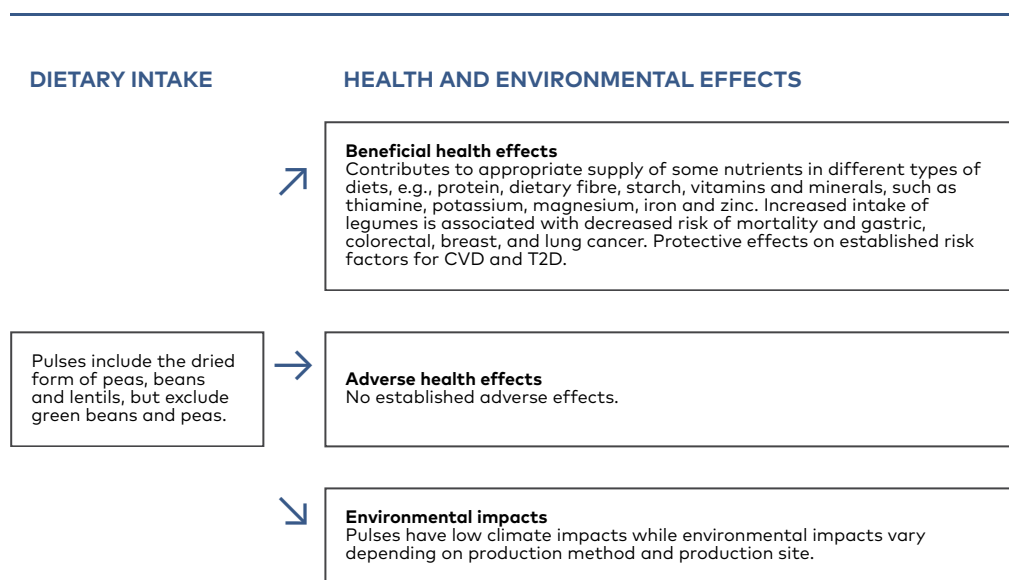 DIETARY INTAKE
HEALTH AND ENVIRONMENTAL EFFECTS
Beneficial health effects
Contributes to appropriate supply of some nutrients in different types of
diets, e.g., protein, dietary fibre, starch, vitamins and minerals, such as
thiamine, potassium, magnesium, iron and zinc. Increased intake of
legumes is associated with decreased risk of mortality and gastric,
colorectal, breast, and lung cancer. Protective effects on established risk
factors for CVD and T2D.
Pulses include the dried
form of peas, beans
and lentils, but exclude
green beans and peas.
Adverse health effects
No established adverse effects.
Environmental impacts
Pulses have low climate impacts while environmental impacts vary
depending on production method and production site.